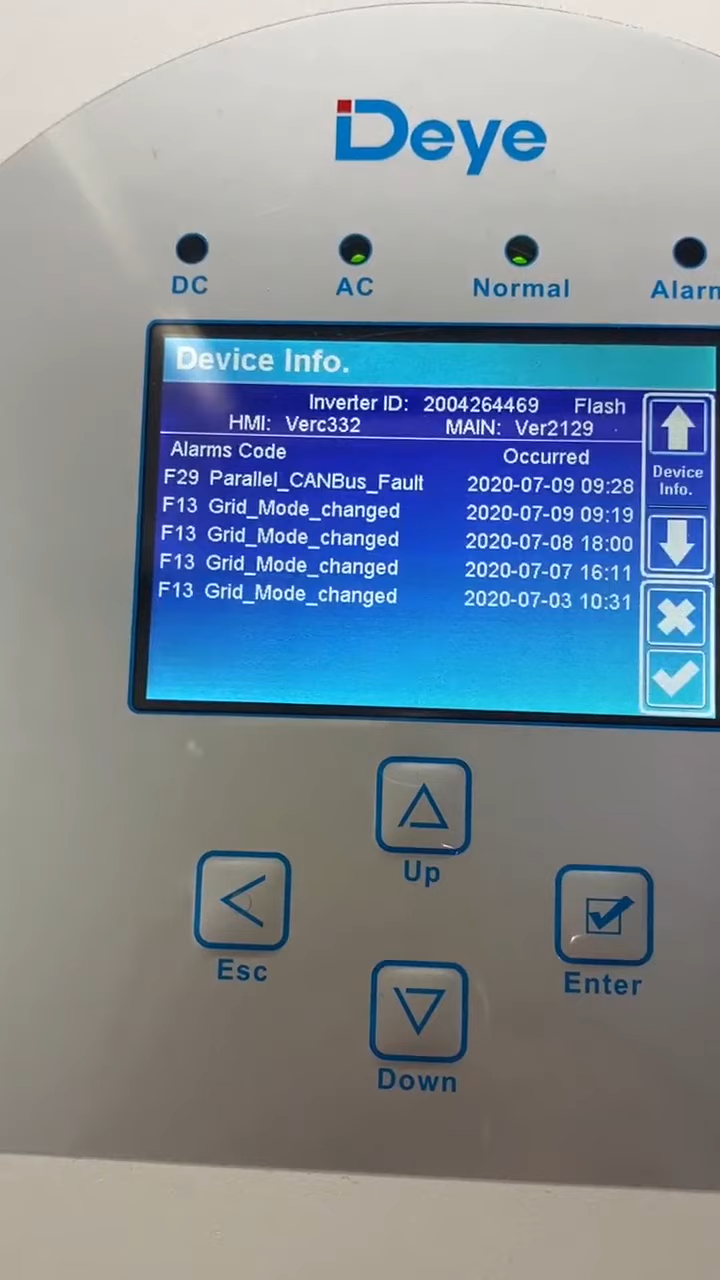 Deye
DC AC Normal Alarm
Device Info.
Inverter ID: 2004264469 Flash
HMI: Verc332 MAIN: Ver2129
Alarms Code Occurred
F29 Parallel_CANBus_Fault 2020-07-09 09:28
F13 Grid_Mode_changed 2020-07-09 09:19
F13 Grid_Mode_changed 2020-07-08 18:00
F13 Grid_Mode_changed 2020-07-07 16:11
F13 Grid_Mode_changed 2020-07-03 10:31
Device
Info.
Up
Esc
Enter
Down